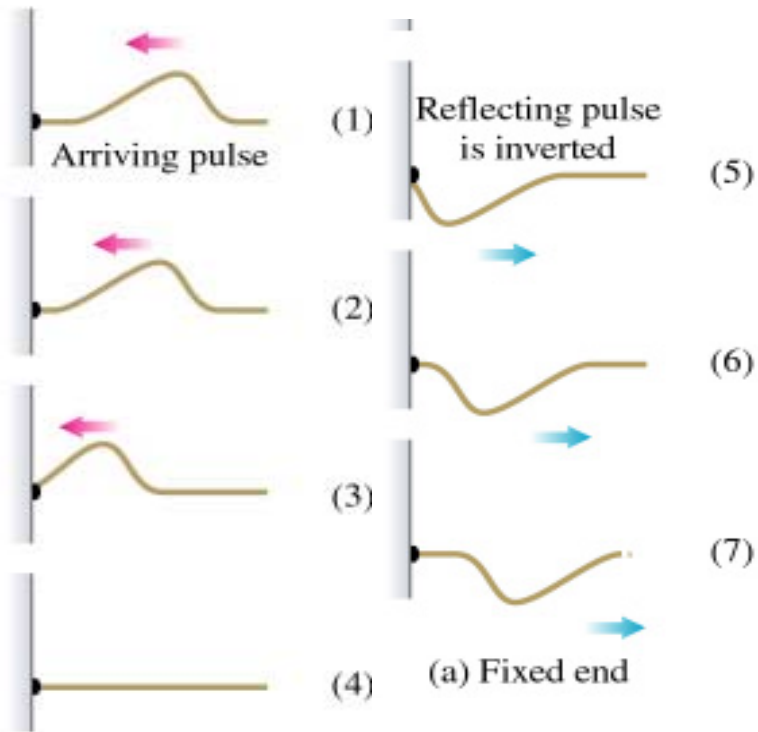 (1)
Arriving pulse
(2)
(3)
(4)
Reflecting pulse
is inverted
(5)
(6)
(7)
(a) Fixed end